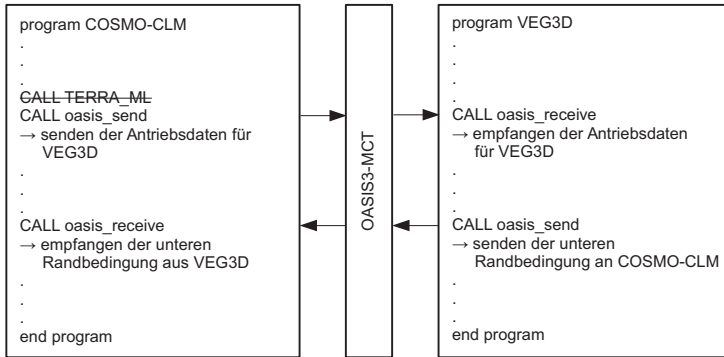 program COSMO-CLM
.
.
.
CALL TERRA_ML
CALL oasis_send
→ senden der Antriebsdaten für
VEG3D
.
.
.
CALL oasis_receive
→ empfangen der unteren
Randbedingung aus VEG3D
.
.
.
end program
OASIS3-MCT
program VEG3D
.
.
.
.
CALL oasis_receive
→ empfangen der Antriebsdaten
für VEG3D
.
.
.
CALL oasis_send
→ senden der unteren
Randbedingung an COSMO-CLM
.
.
.
end program